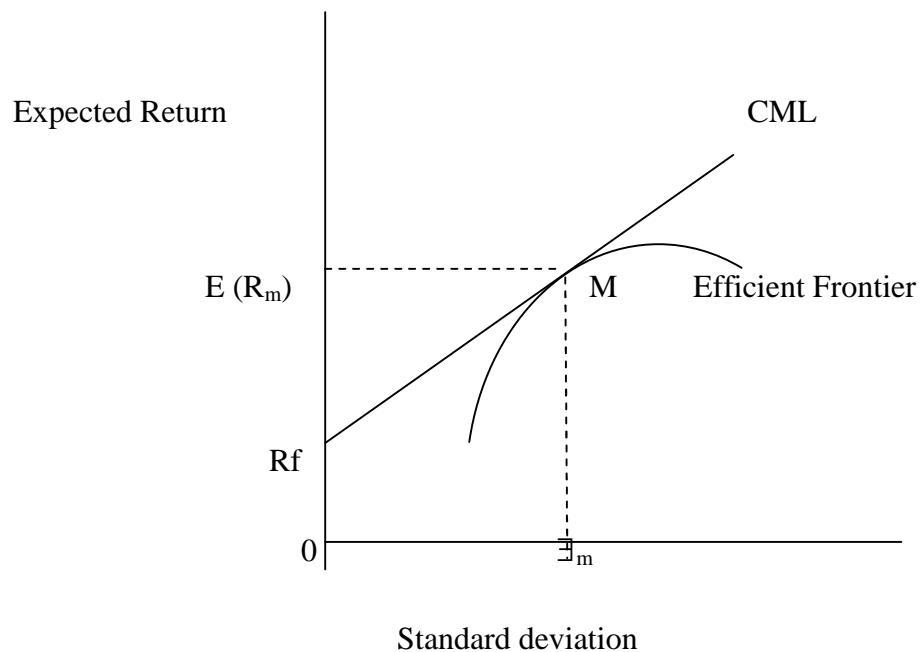 Expected Return
CML
E (Rm)
M
Efficient Frontier
Rf
0
m
Standard deviation